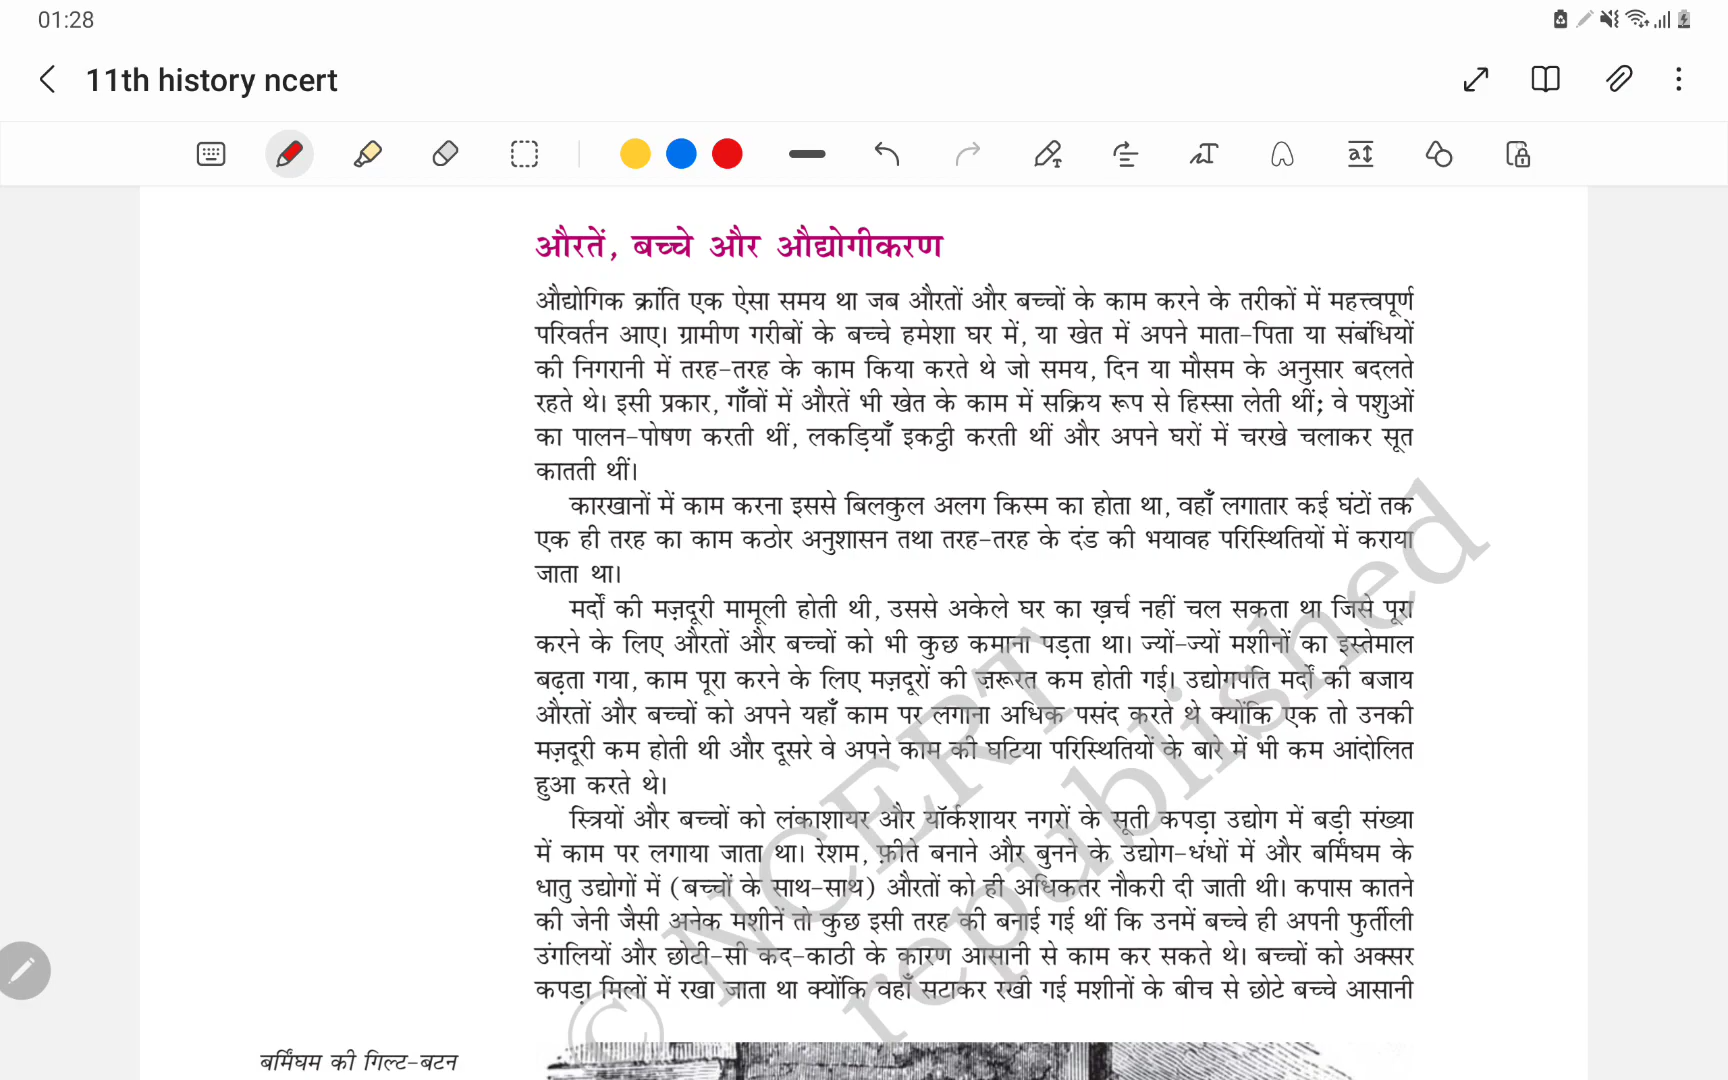 01:28
11th history ncert
औरतें, बच्चे और औद्योगीकरण
औद्योगिक क्रांति एक ऐसा समय था जब औरतों और बच्चों के काम करने के तरीकों में महत्त्वपूर्ण
परिवर्तन आए। ग्रामीण गरीबों के बच्चे हमेशा घर में, या खेत में अपने माता-पिता या संबंधियों
की निगरानी में तरह-तरह के काम किया करते थे जो समय, दिन या मौसम के अनुसार बदलते
रहते थे। इसी प्रकार, गाँवों में औरतें भी खेत के काम में सक्रिय रूप से हिस्सा लेती थीं; वे पशुओं
का पालन-पोषण करती थीं, लकड़ियाँ इकट्ठी करती थीं और अपने घरों में चरखे चलाकर सूत
कातती थीं।
कारखानों में काम करना इससे बिलकुल अलग किस्म का होता था, वहाँ लगातार कई घंटों तक
एक ही तरह का काम कठोर अनुशासन तथा तरह-तरह के दंड की भयावह परिस्थितियों में कराया
जाता था।
मर्दों की मज़दूरी मामूली होती थी, उससे अकेले घर का ख़र्च नहीं चल सकता था जिसे पूरा
करने के लिए औरतों और बच्चों को भी कुछ कमाना पड़ता था। ज्यों-ज्यों मशीनों का इस्तेमाल
बढ़ता गया, काम पूरा करने के लिए मज़दूरों की ज़रूरत कम होती गई। उद्योगपति मर्दों की बजाय
औरतों और बच्चों को अपने यहाँ काम पर लगाना अधिक पसंद करते थे क्योंकि एक तो उनकी
मज़दूरी कम होती थी और दूसरे वे अपने काम की घटिया परिस्थितियों के बारे में भी कम आंदोलित
हुआ करते थे।
स्त्रियों और बच्चों को लंकाशायर और यॉर्कशायर नगरों के सूती कपड़ा उद्योग में बड़ी संख्या
में काम पर लगाया जाता था। रेशम, फ़ीते बनाने और बुनने के उद्योग-धंधों में और बर्मिंघम के
धातु उद्योगों में (बच्चों के साथ-साथ) औरतों को ही अधिकतर नौकरी दी जाती थी। कपास कातने
की जेनी जैसी अनेक मशीनें तो कुछ इसी तरह की बनाई गई थीं कि उनमें बच्चे ही अपनी फुर्तीली
उंगलियों और छोटी-सी कद-काठी के कारण आसानी से काम कर सकते थे। बच्चों को अक्सर
कपड़ा मिलों में रखा जाता था क्योंकि वहाँ सटाकर रखी गई मशीनों के बीच से छोटे बच्चे आसानी
बर्मिंघम की गिल्ट-बटन
© NCERT
republished